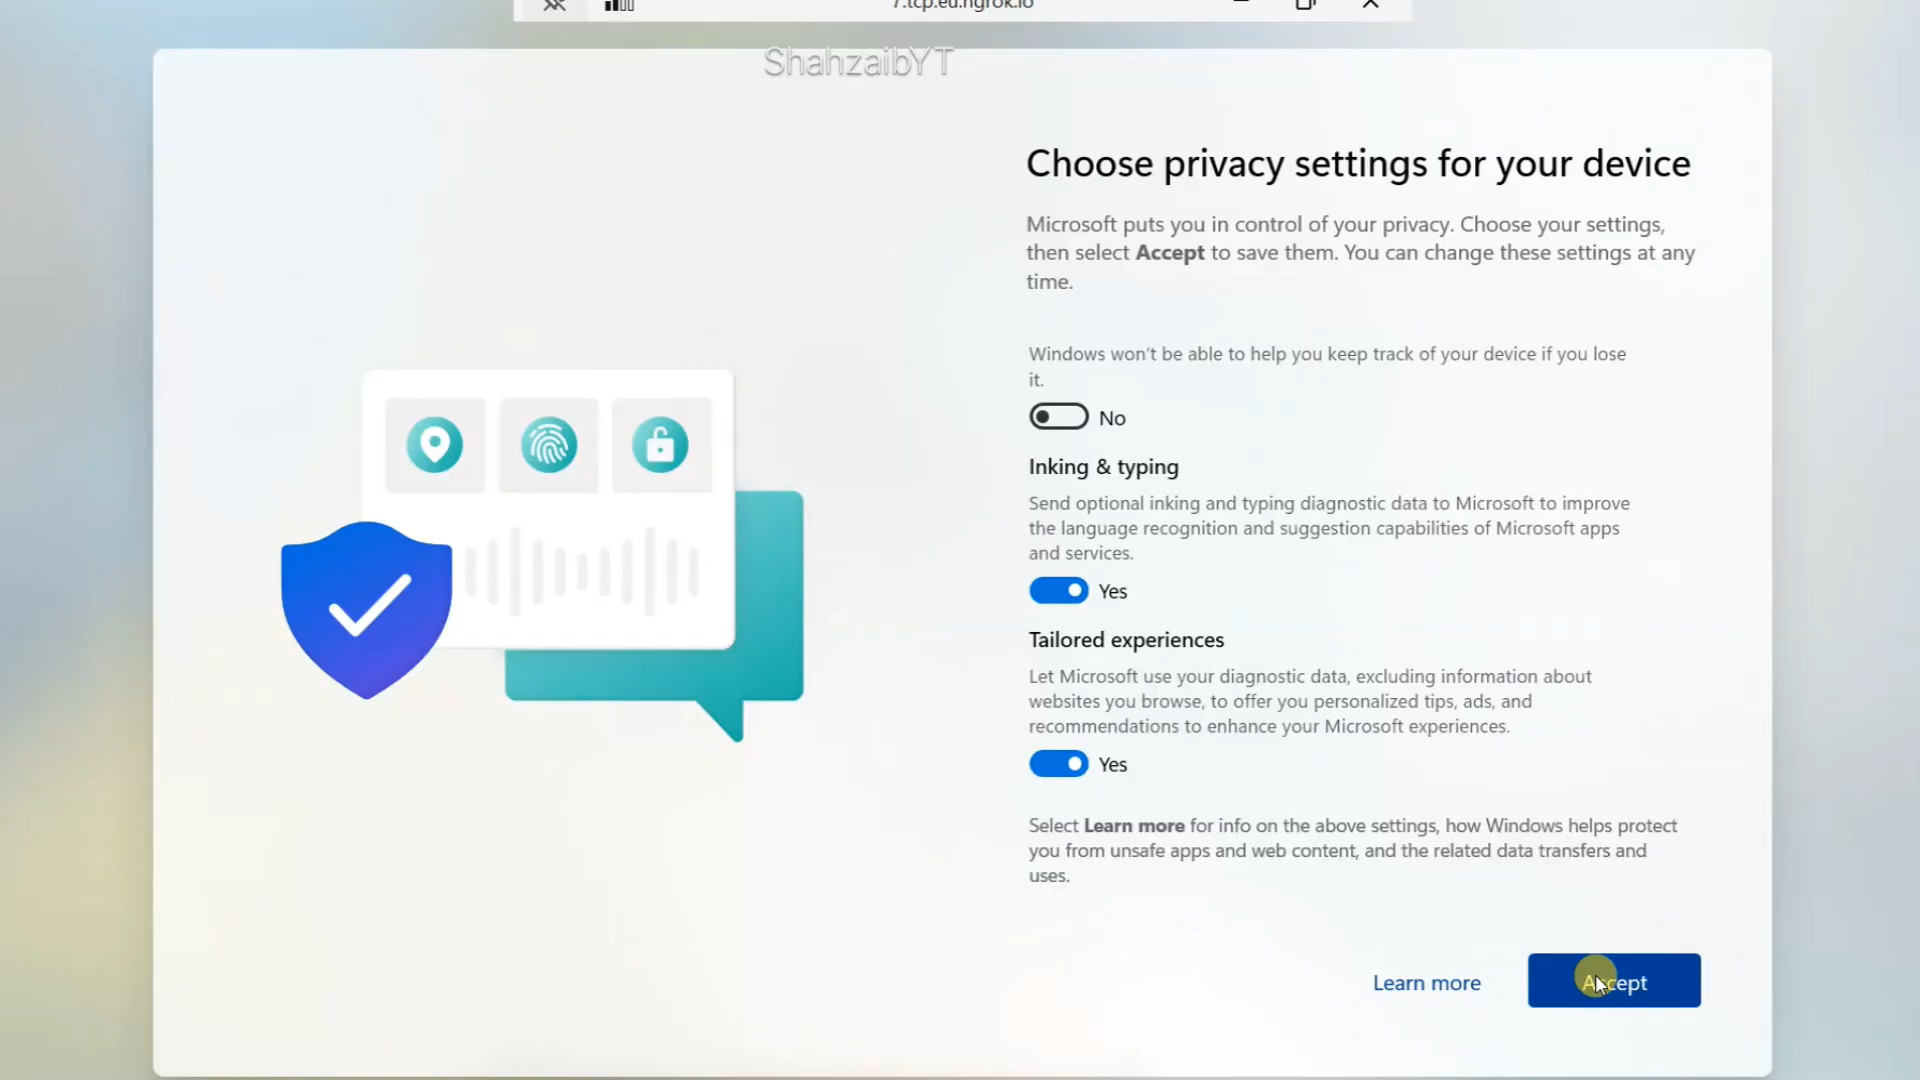 7.tcp.eu.ngrok.io
ShahzaibYT
Choose privacy settings for your device
Microsoft puts you in control of your privacy. Choose your settings,
then select Accept to save them. You can change these settings at any
time.
Windows won't be able to help you keep track of your device if you lose
it.
No
Inking & typing
Send optional inking and typing diagnostic data to Microsoft to improve
the language recognition and suggestion capabilities of Microsoft apps
and services.
Yes
Tailored experiences
Let Microsoft use your diagnostic data, excluding information about
websites you browse, to offer you personalized tips, ads, and
recommendations to enhance your Microsoft experiences.
Yes
Select Learn more for info on the above settings, how Windows helps protect
you from unsafe apps and web content, and the related data transfers and
uses.
Learn more
Accept